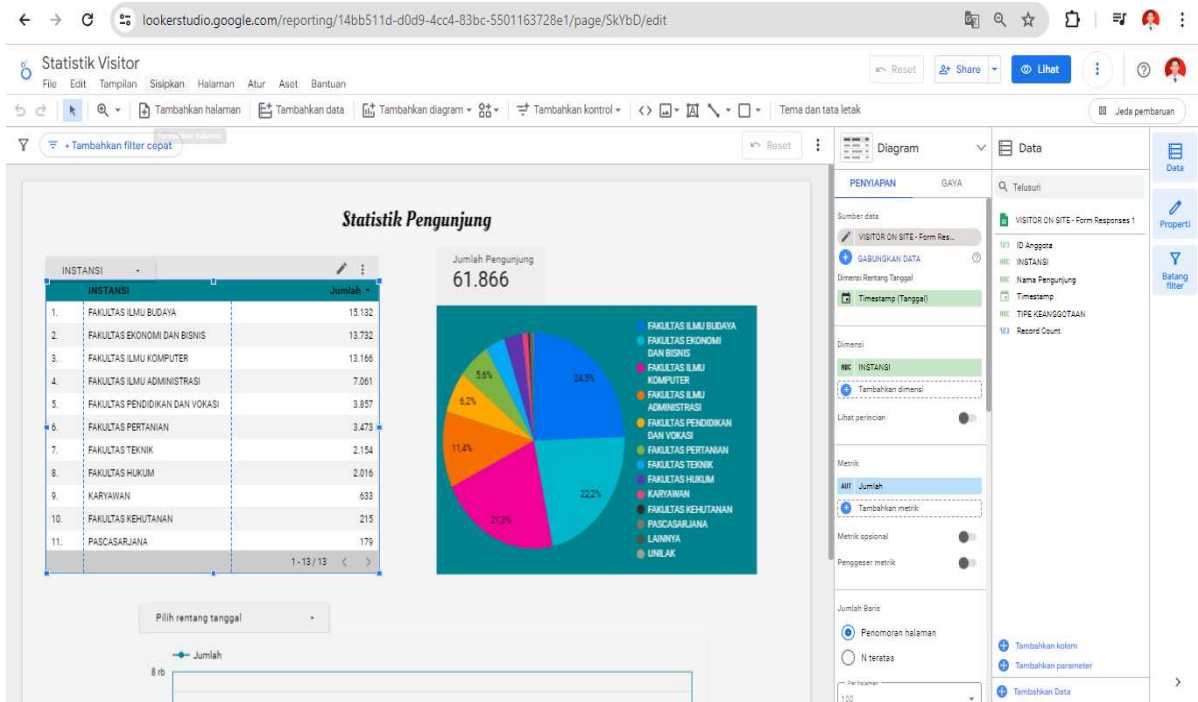 lookerstudio.google.com/reporting/14bb511d-d0d9-4cc4-83bc-5501163728e1/page/SkYbD/edit
Statistik Visitor
File Edit Tampilan Sisipkan Halaman Atur Aset Bantuan
Reset Share Lihat
Tambahkan halaman Tambahkan data Tambahkan diagram Tambahkan kontrol Tema dan tata letak Jeda pembaruan
+ Tambahkan filter cepat
Reset
Statistik Pengunjung
INSTANSI
INSTANSI Jumlah
1. FAKULTAS ILMU BUDAYA 15.132
2. FAKULTAS EKONOMI DAN BISNIS 13.732
3. FAKULTAS ILMU KOMPUTER 13.166
4. FAKULTAS ILMU ADMINISTRASI 7.061
5. FAKULTAS PENDIDIKAN DAN VOKASI 3.857
6. FAKULTAS PERTANIAN 3.473
7. FAKULTAS TEKNIK 2.154
8. FAKULTAS HUKUM 2.016
9. KARYAWAN 633
10. FAKULTAS KEHUTANAN 215
11. PASCASARJANA 179
1-13/13
Jumlah Pengunjung
61.866
24,5%
22,2%
21,3%
11,4%
6,2%
5,6%
FAKULTAS ILMU BUDAYA
FAKULTAS EKONOMI
DAN BISNIS
FAKULTAS ILMU
KOMPUTER
FAKULTAS ILMU
ADMINISTRASI
FAKULTAS PENDIDIKAN
DAN VOKASI
FAKULTAS PERTANIAN
FAKULTAS TEKNIK
FAKULTAS HUKUM
KARYAWAN
FAKULTAS KEHUTANAN
PASCASARJANA
LAINNYA
UNILAK
Pilih rentang tanggal
Jumlah
8 rb
Diagram
PENYIAPAN GAYA
Sumber data
VISITOR ON SITE - Form Res...
GABUNGKAN DATA
Dimensi Rentang Tanggal
Timestamp (Tanggal)
Dimensi
RBC INSTANSI
Tambahkan dimensi
Lihat perincian
Metrik
AUT Jumlah
Tambahkan metrik
Metrik opsional
Penggeser metrik
Jumlah Baris
Penomoran halaman
N teratas
Per halaman
100
Data
Telusuri
VISITOR ON SITE - Form Responses 1
123 ID Anggota
RBC INSTANSI
RBC Nama Pengunjung
Timestamp
RBC TIPE KEANGGOTAAN
123 Record Count
Tambahkan kolom
Tambahkan parameter
Tambahkan Data
Data
Properti
Batang
filter